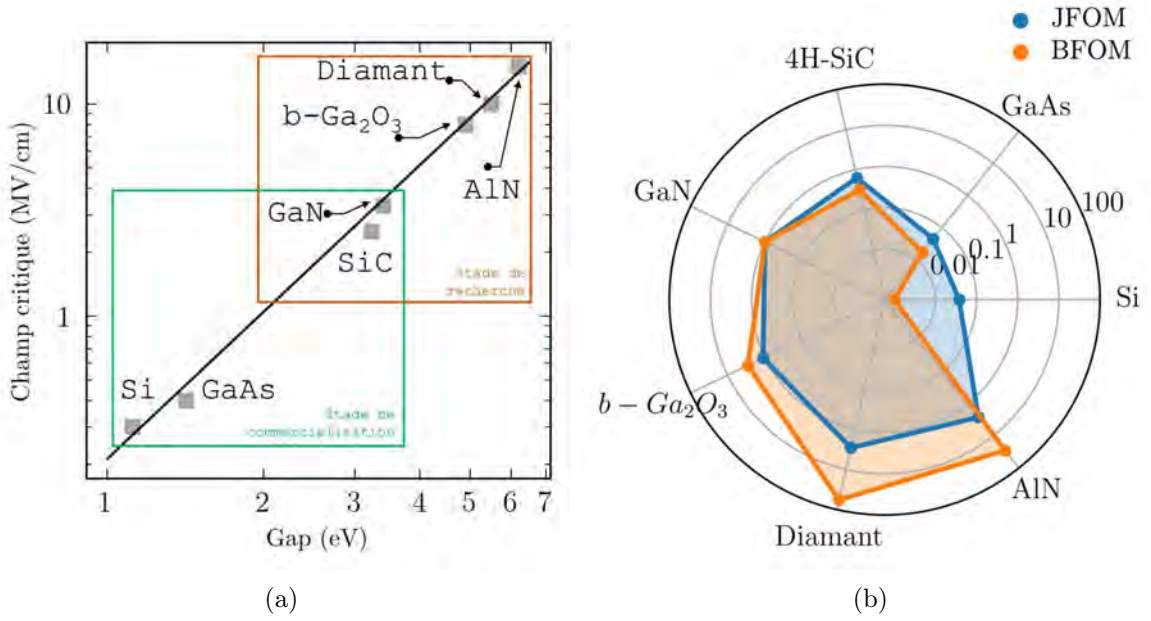 JFOM
BFOM
Champ critique (MV/cm)
10
1
Diamant
b-Ga₂O₃
AlN
GaN
SiC
Stade de
recherche
Si
GaAs
Stade de
commercialisation
1
2
3
4
5
6
7
Gap (eV)
(a)
4H-SiC
GaAs
GaN
100
10
1
0.1
0.01
Si
b − Ga₂O₃
AlN
Diamant
(b)